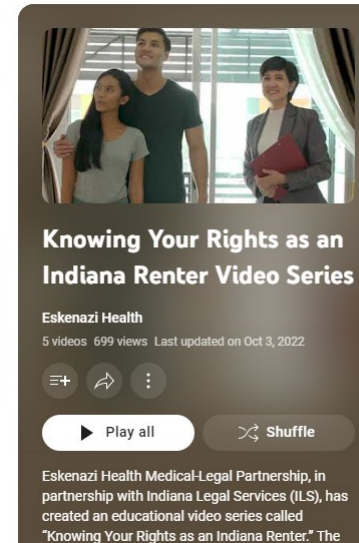 Knowing Your Rights as an
Indiana Renter Video Series
Eskenazi Health
5 videos 699 views Last updated on Oct 3, 2022
Play all
Shuffle
Eskenazi Health Medical-Legal Partnership, in
partnership with Indiana Legal Services (ILS), has
created an educational video series called
“Knowing Your Rights as an Indiana Renter.” The